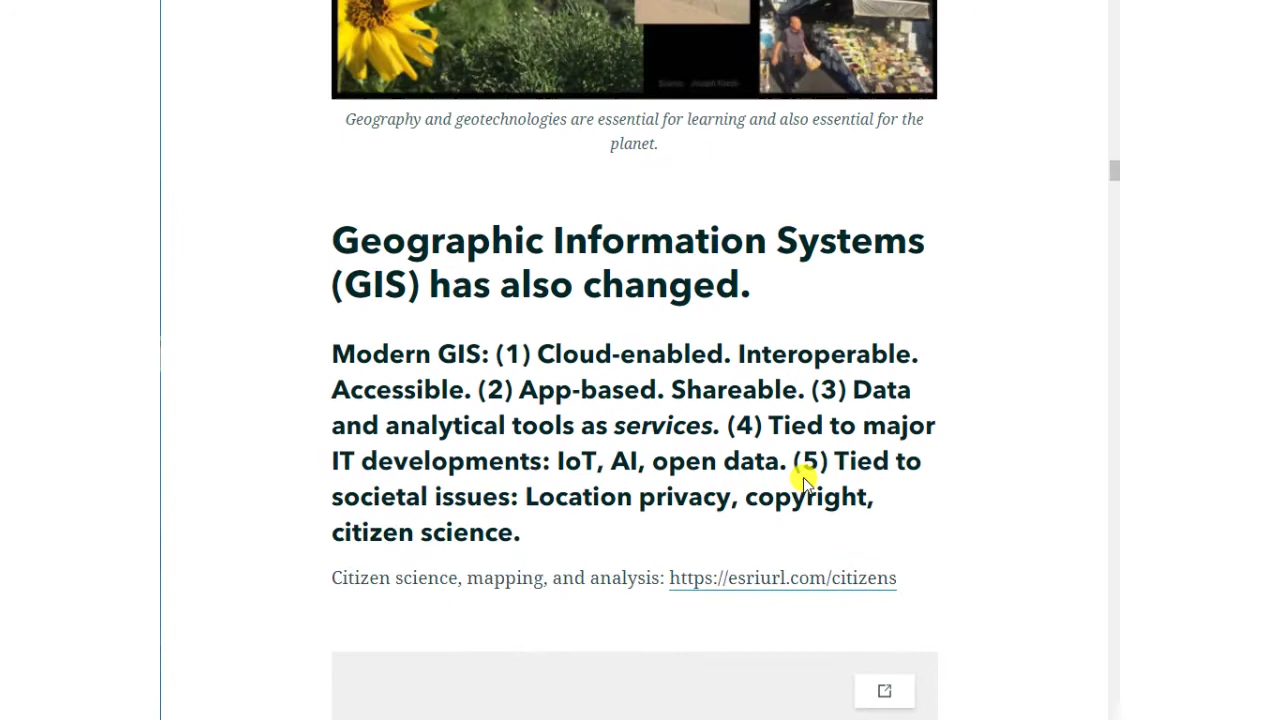 Geography and geotechnologies are essential for learning and also essential for the
planet.
Geographic Information Systems
(GIS) has also changed.
Modern GIS: (1) Cloud-enabled. Interoperable.
Accessible. (2) App-based. Shareable. (3) Data
and analytical tools as services. (4) Tied to major
IT developments: IoT, AI, open data. (5) Tied to
societal issues: Location privacy, copyright,
citizen science.
Citizen science, mapping, and analysis: https://esriurl.com/citizens